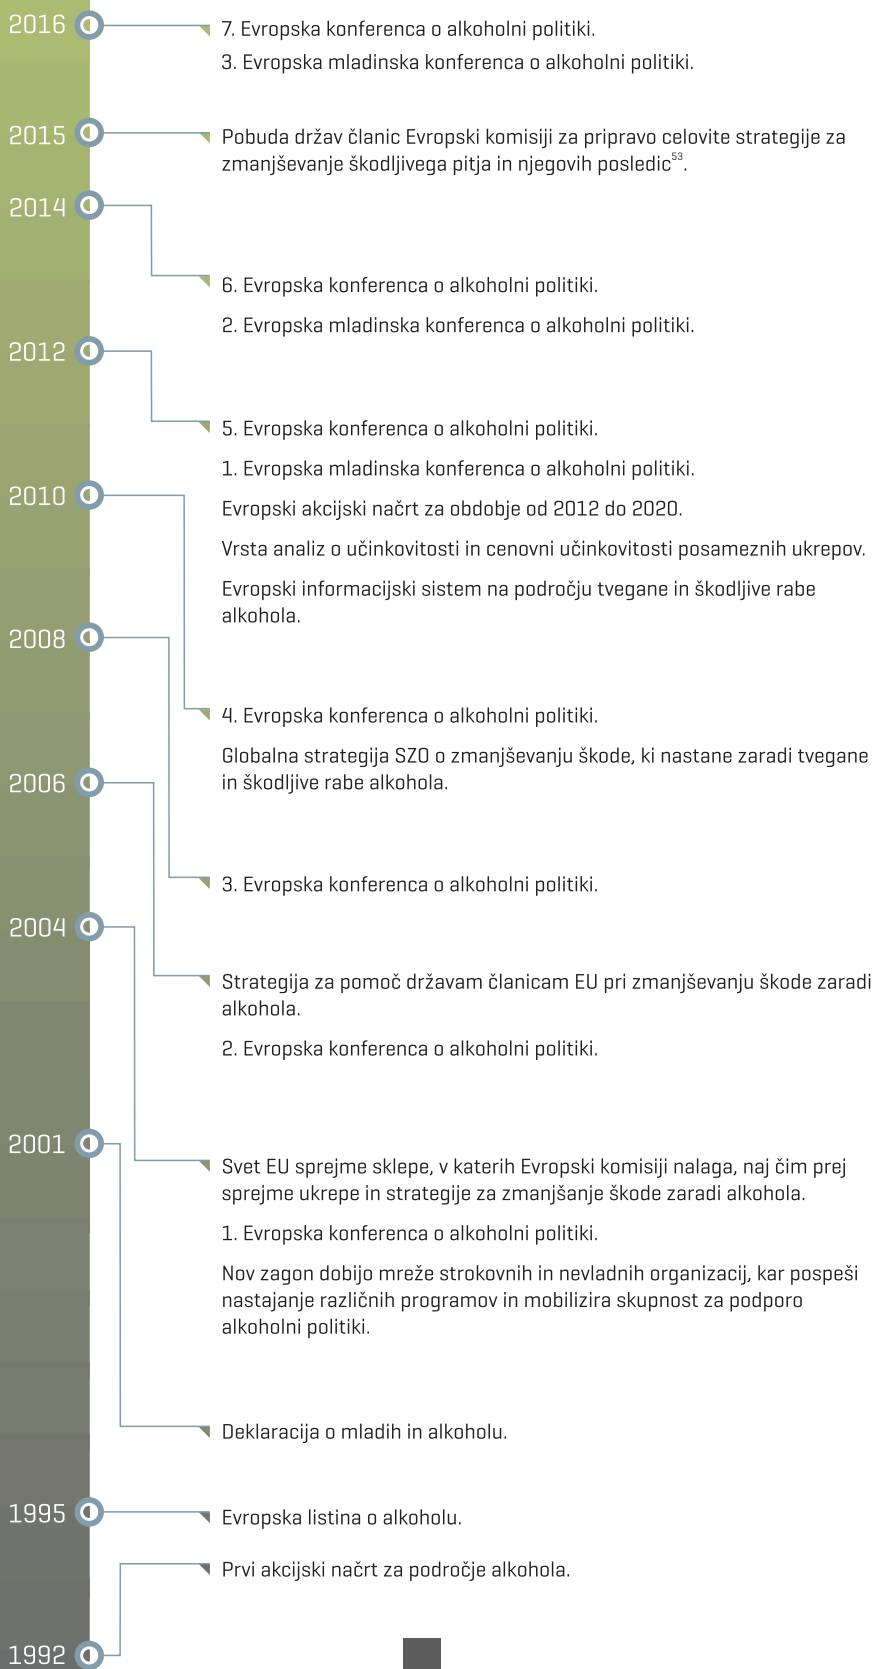 2016
7. Evropska konferenca o alkoholni politiki.
3. Evropska mladinska konferenca o alkoholni politiki.
2015
Pobuda držav članic Evropski komisiji za pripravo celovite strategije za
zmanjševanje škodljivega pitja in njegovih posledic53.
2014
6. Evropska konferenca o alkoholni politiki.
2. Evropska mladinska konferenca o alkoholni politiki.
2012
5. Evropska konferenca o alkoholni politiki.
1. Evropska mladinska konferenca o alkoholni politiki.
Evropski akcijski načrt za obdobje od 2012 do 2020.
Vrsta analiz o učinkovitosti in cenovni učinkovitosti posameznih ukrepov.
Evropski informacijski sistem na področju tvegane in škodljive rabe
alkohola.
2010
4. Evropska konferenca o alkoholni politiki.
Globalna strategija SZO o zmanjševanju škode, ki nastane zaradi tvegane
in škodljive rabe alkohola.
2008
3. Evropska konferenca o alkoholni politiki.
2006
Strategija za pomoč državam članicam EU pri zmanjševanju škode zaradi
alkohola.
2. Evropska konferenca o alkoholni politiki.
2004
Svet EU sprejme sklepe, v katerih Evropski komisiji nalaga, naj čim prej
sprejme ukrepe in strategije za zmanjšanje škode zaradi alkohola.
1. Evropska konferenca o alkoholni politiki.
Nov zagon dobijo mreže strokovnih in nevladnih organizacij, kar pospeši
nastajanje različnih programov in mobilizira skupnost za podporo
alkoholni politiki.
2001
Deklaracija o mladih in alkoholu.
1995
Evropska listina o alkoholu.
1992
Prvi akcijski načrt za področje alkohola.